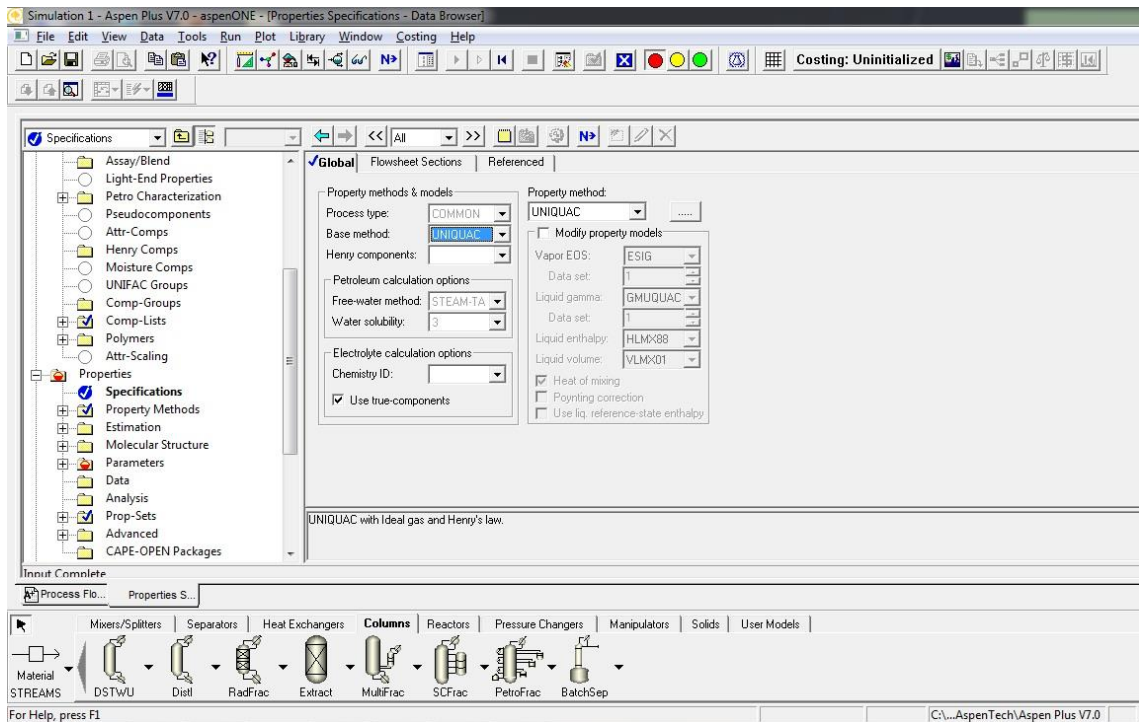 Simulation 1 - Aspen Plus V7.0 - aspenONE - [Properties Specifications - Data Browser]
File Edit View Data Tools Run Plot Library Window Costing Help
N> Costing: Uninitialized
Specifications << All >> N>
Assay/Blend
Light-End Properties
Petro Characterization
Pseudocomponents
Attr-Comps
Henry Comps
Moisture Comps
UNIFAC Groups
Comp-Groups
Comp-Lists
Polymers
Attr-Scaling
Properties
Specifications
Property Methods
Estimation
Molecular Structure
Parameters
Data
Analysis
Prop-Sets
Advanced
CAPE-OPEN Packages
Global Flowsheet Sections Referenced
Property methods & models
Process type: COMMON
Base method: UNIQUAC
Henry components:
Petroleum calculation options
Free-water method: STEAM-TA
Water solubility: 3
Electrolyte calculation options
Chemistry ID:
Use true-components
Property method:
UNIQUAC .....
Modify property models
Vapor EOS: ESIG
Data set: 1
Liquid gamma: GMUQUAC
Data set: 1
Liquid enthalpy: HLMX88
Liquid volume: VLMX01
Heat of mixing
Poynting correction
Use liq. reference-state enthalpy
UNIQUAC with Ideal gas and Henry's law.
Input Complete
Process Flo... Properties S...
Mixers/Splitters Separators Heat Exchangers Columns Reactors Pressure Changers Manipulators Solids User Models
Material
STREAMS DSTWU Distl RadFrac Extract MultiFrac SCFrac PetroFrac BatchSep
For Help, press F1 C:\...AspenTech\Aspen Plus V7.0